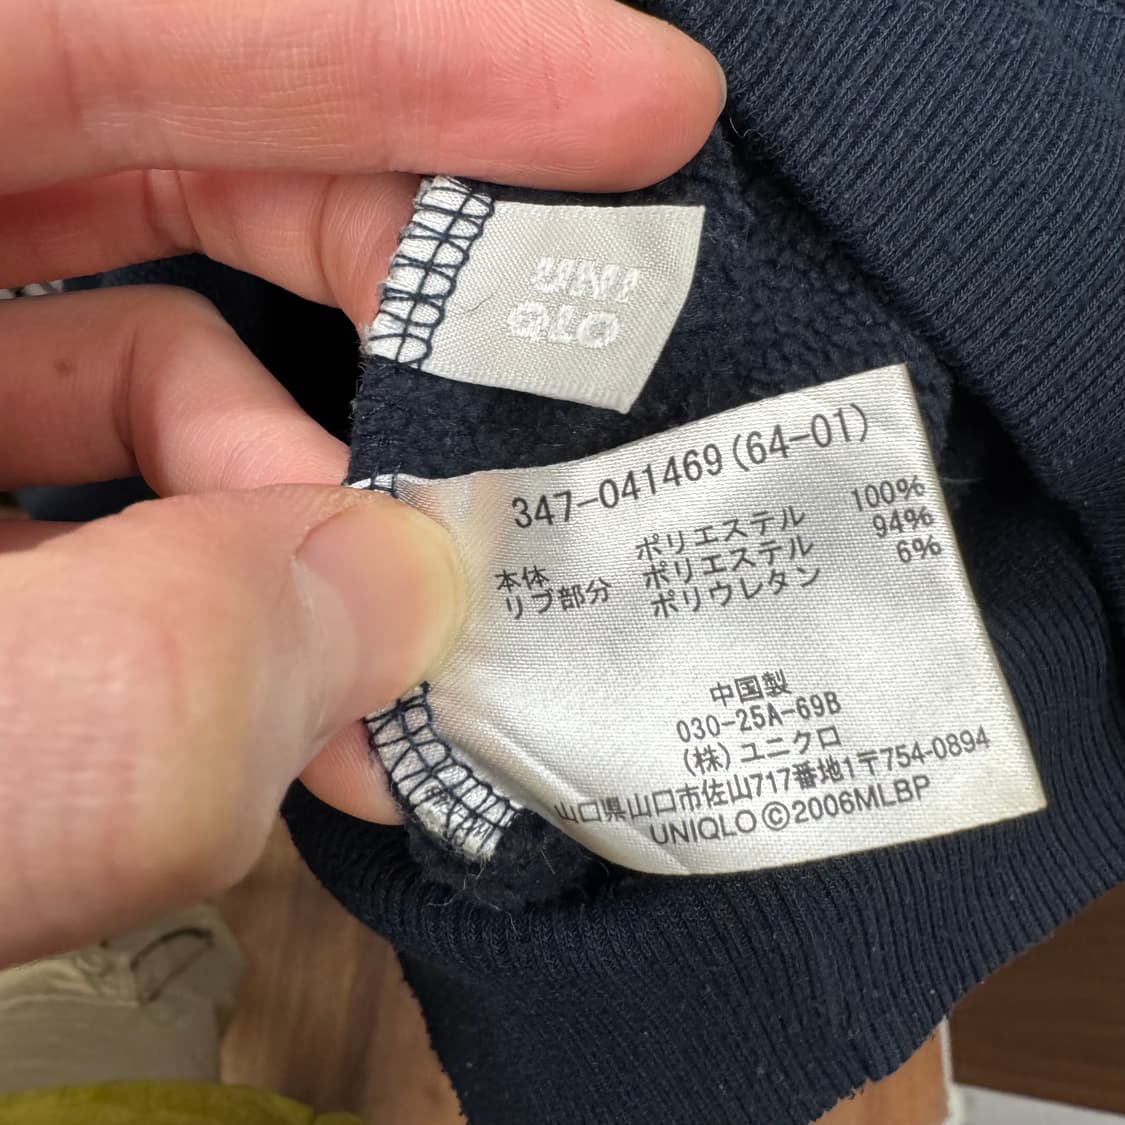 UNI
QLO
347-041469(64-01)
ポリエステル 100%
本体 ポリエステル 94%
リブ部分 ポリウレタン 6%
中国製
030-25A-69B
(株)ユニクロ
山口県山口市佐山717番地1〒754-0894
UNIQLO©2006MLBP